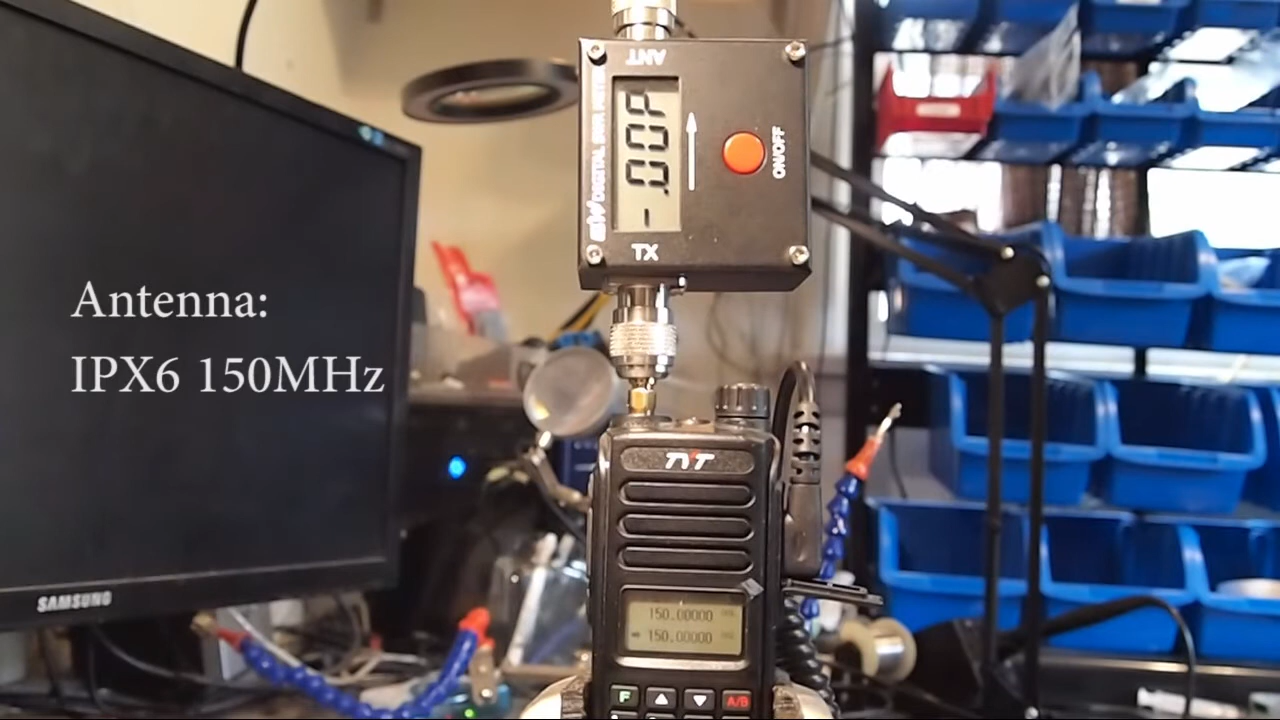 Antenna:
IPX6 150MHz
SAMSUNG
ANT
DIGITAL SWR METER
ON/OFF
TX
TYT
150.00000
150.00000
F
A/B